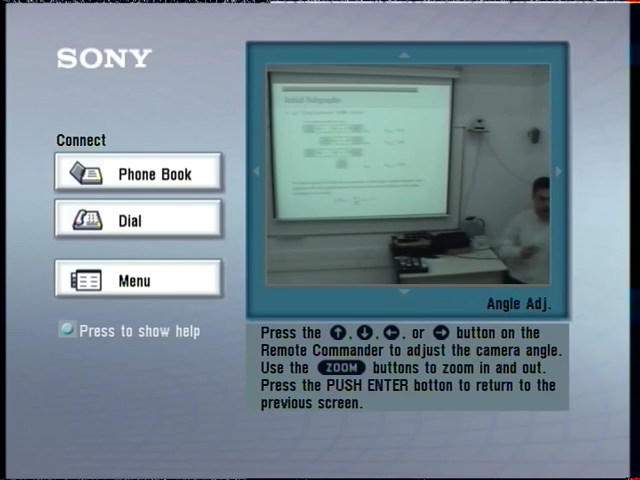 SONY
Connect
Phone Book
Dial
Menu
Press to show help
Initial Subgraphs
Angle Adj.
Press the ↑, ↓, ←, or → button on the
Remote Commander to adjust the camera angle.
Use the ZOOM buttons to zoom in and out.
Press the PUSH ENTER botton to return to the
previous screen.